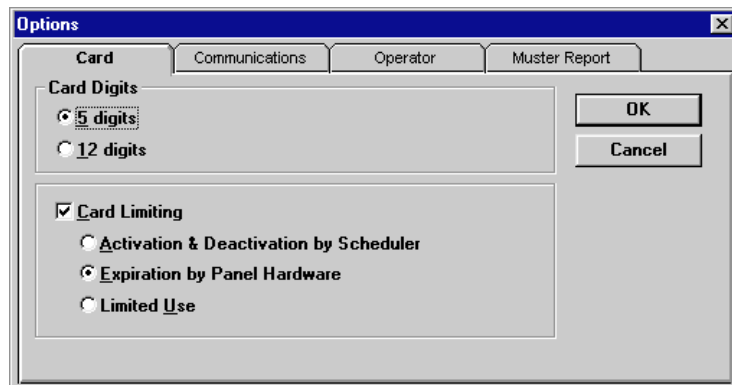 Options
Card Communications Operator Muster Report
Card Digits
5 digits
12 digits
OK
Cancel
Card Limiting
Activation & Deactivation by Scheduler
Expiration by Panel Hardware
Limited Use